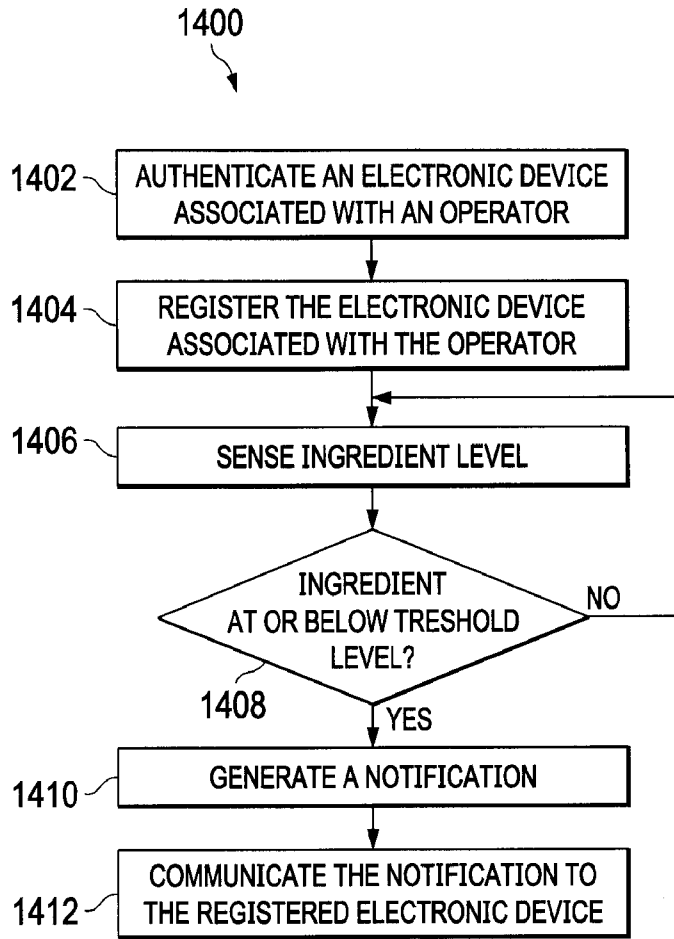 1400
1402
AUTHENTICATE AN ELECTRONIC DEVICE
ASSOCIATED WITH AN OPERATOR
1404
REGISTER THE ELECTRONIC DEVICE
ASSOCIATED WITH THE OPERATOR
1406
SENSE INGREDIENT LEVEL
INGREDIENT
AT OR BELOW TRESHOLD
LEVEL?
NO
1408
YES
1410
GENERATE A NOTIFICATION
1412
COMMUNICATE THE NOTIFICATION TO
THE REGISTERED ELECTRONIC DEVICE